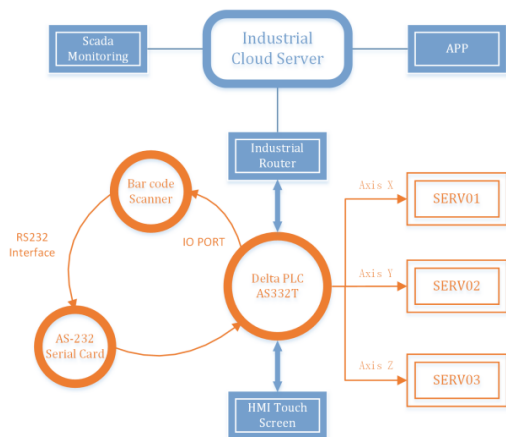 Scada
Monitoring
Industrial
Cloud Server
APP
Industrial
Router
Bar code
Scanner
Axis X
SERV01
RS232
Interface
IO PORT
Delta PLC
AS332T
Axis Y
SERV02
AS-232
Serial Card
Axis Z
SERV03
HMI Touch
Screen